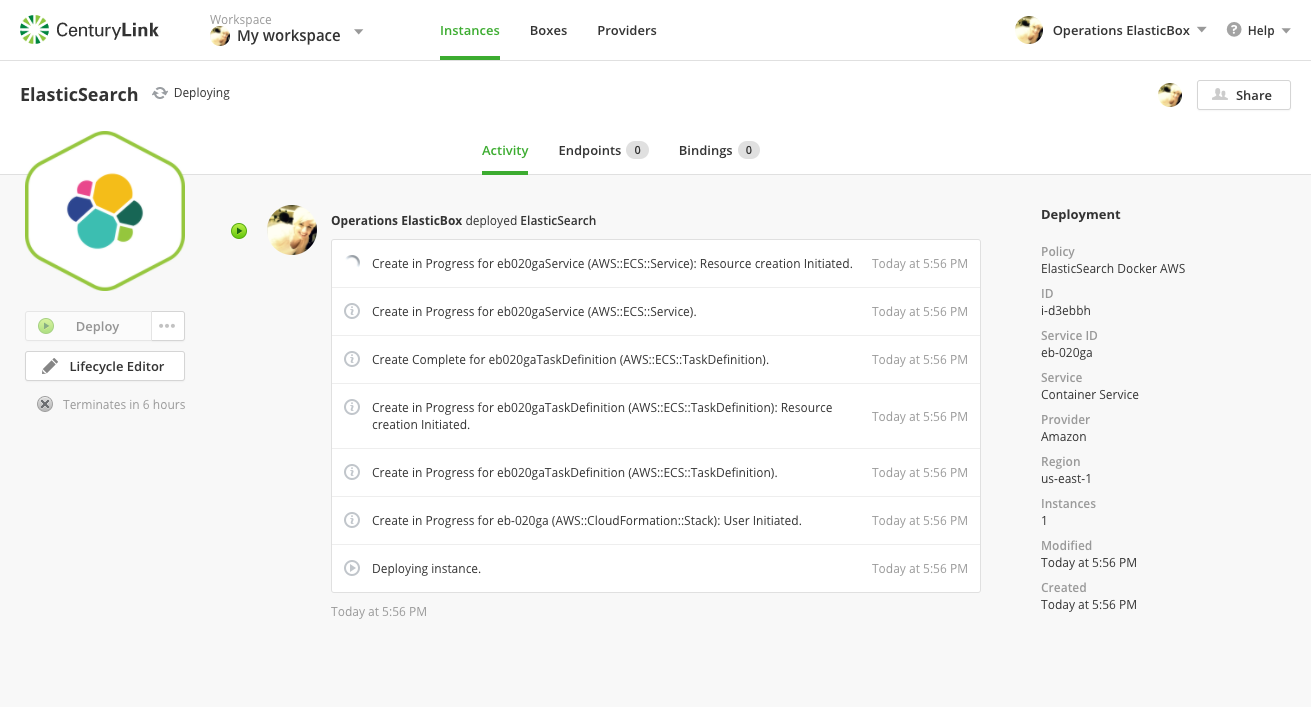 CenturyLink
Workspace
My workspace
Instances
Boxes
Providers
Operations ElasticBox
? Help
ElasticSearch
Deploying
Share
Activity
Endpoints 0
Bindings 0
Deploy
Lifecycle Editor
Terminates in 6 hours
Operations ElasticBox deployed ElasticSearch
Create in Progress for eb020gaService (AWS::ECS::Service): Resource creation Initiated. Today at 5:56 PM
Create in Progress for eb020gaService (AWS::ECS::Service). Today at 5:56 PM
Create Complete for eb020gaTaskDefinition (AWS::ECS::TaskDefinition). Today at 5:56 PM
Create in Progress for eb020gaTaskDefinition (AWS::ECS::TaskDefinition): Resource
creation Initiated.
Today at 5:56 PM
Create in Progress for eb020gaTaskDefinition (AWS::ECS::TaskDefinition). Today at 5:56 PM
Create in Progress for eb-020ga (AWS::CloudFormation::Stack): User Initiated. Today at 5:56 PM
Deploying instance. Today at 5:56 PM
Today at 5:56 PM
Deployment
Policy
ElasticSearch Docker AWS
ID
i-d3ebbh
Service ID
eb-020ga
Service
Container Service
Provider
Amazon
Region
us-east-1
Instances
1
Modified
Today at 5:56 PM
Created
Today at 5:56 PM